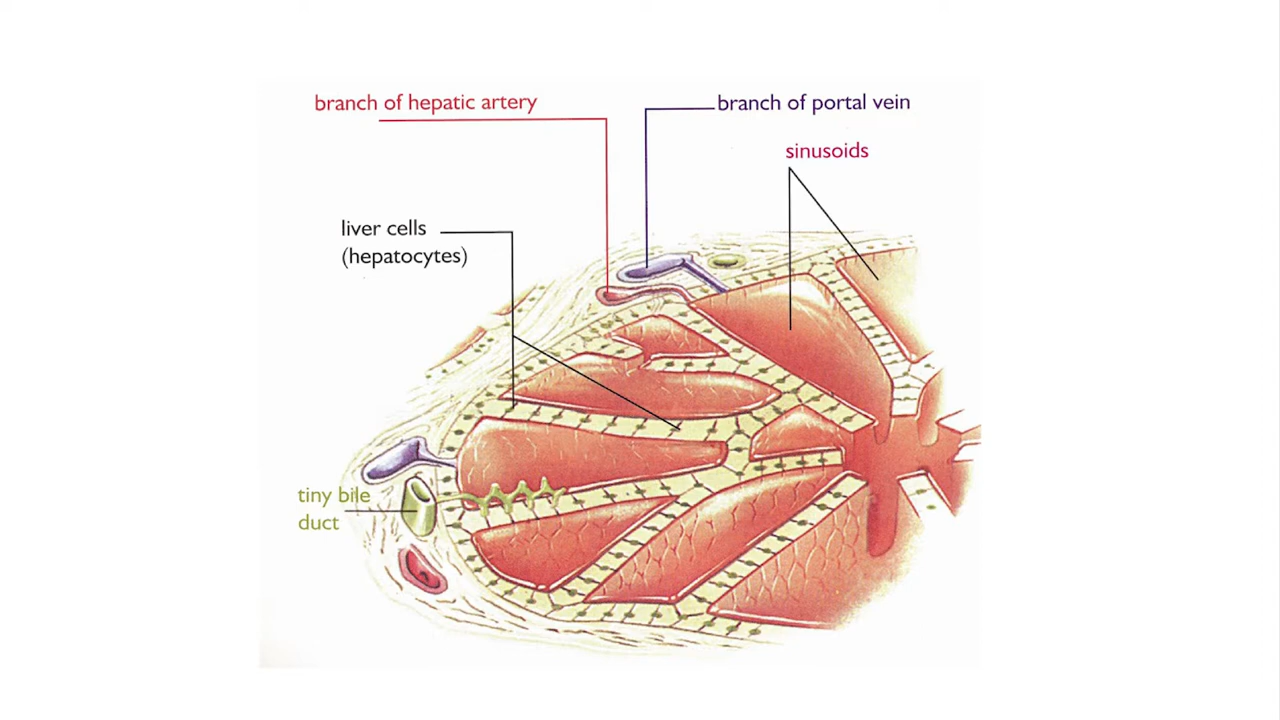 branch of hepatic artery
branch of portal vein
sinusoids
liver cells
(hepatocytes)
tiny bile
duct